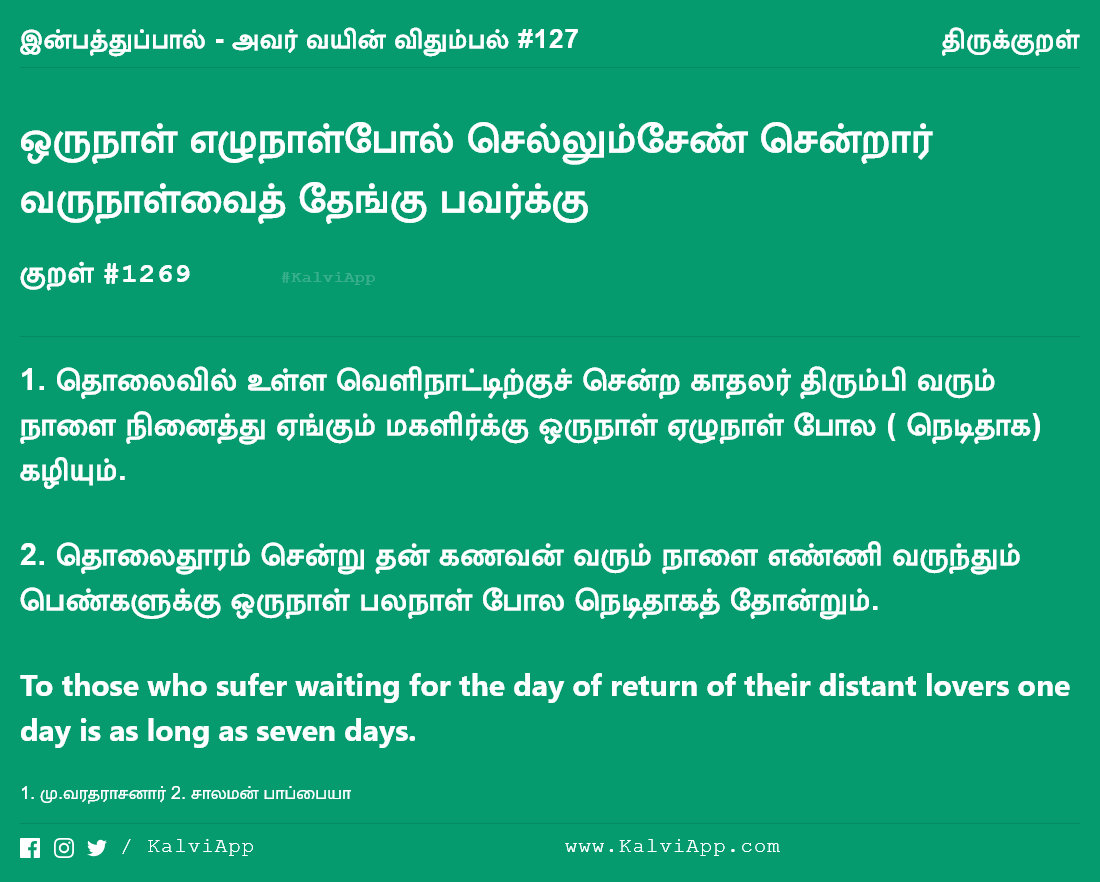 இன்பத்துப்பால் - அவர் வயின் விதும்பல் #127
திருக்குறள்
ஒருநாள் எழுநாள்போல் செல்லும்சேண் சென்றார்
வருநாள்வைத் தேங்கு பவர்க்கு
குறள் #1269
#KalviApp
1. தொலைவில் உள்ள வெளிநாட்டிற்குச் சென்ற காதலர் திரும்பி வரும்
நாளை நினைத்து ஏங்கும் மகளிர்க்கு ஒருநாள் ஏழுநாள் போல ( நெடிதாக)
கழியும்.
2. தொலைதூரம் சென்று தன் கணவன் வரும் நாளை எண்ணி வருந்தும்
பெண்களுக்கு ஒருநாள் பலநாள் போல நெடிதாகத் தோன்றும்.
To those who sufer waiting for the day of return of their distant lovers one
day is as long as seven days.
1. மு.வரதராசனார் 2. சாலமன் பாப்பையா
/ KalviApp
www.KalviApp.com